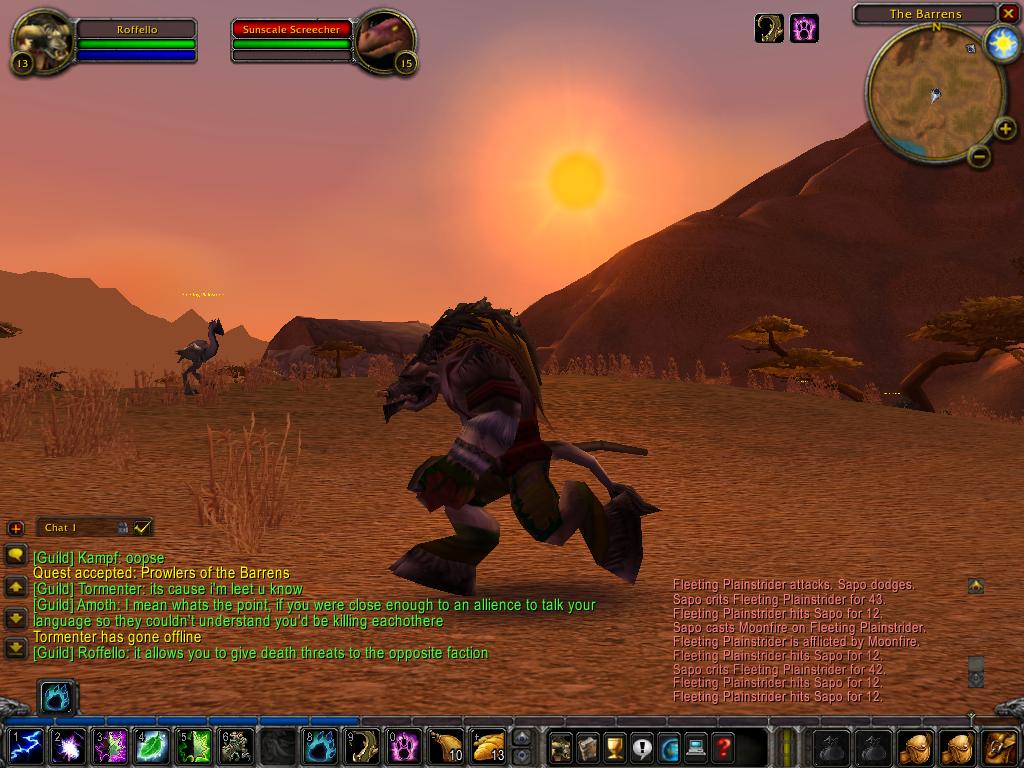 Roffello
13
Sunscale Screecher
15
The Barrens
N
Chat 1
[Guild] Kampf: oopse
Quest accepted: Prowlers of the Barrens
[Guild] Tormenter: its cause i'm leet u know
[Guild] Amoth: I mean whats the point, if you were close enough to an allience to talk your
language so they couldn't understand you'd be killing eachothere
Tormenter has gone offline
[Guild] Roffello: it allows you to give death threats to the opposite faction
Fleeting Plainstrider attacks. Sapo dodges.
Sapo crits Fleeting Plainstrider for 43.
Fleeting Plainstrider hits Sapo for 12.
Sapo casts Moonfire on Fleeting Plainstrider.
Fleeting Plainstrider is afflicted by Moonfire.
Fleeting Plainstrider hits Sapo for 12.
Sapo crits Fleeting Plainstrider for 42.
Fleeting Plainstrider hits Sapo for 12.
Fleeting Plainstrider hits Sapo for 12.
2 3 4 5 6 8 9 0 10 13